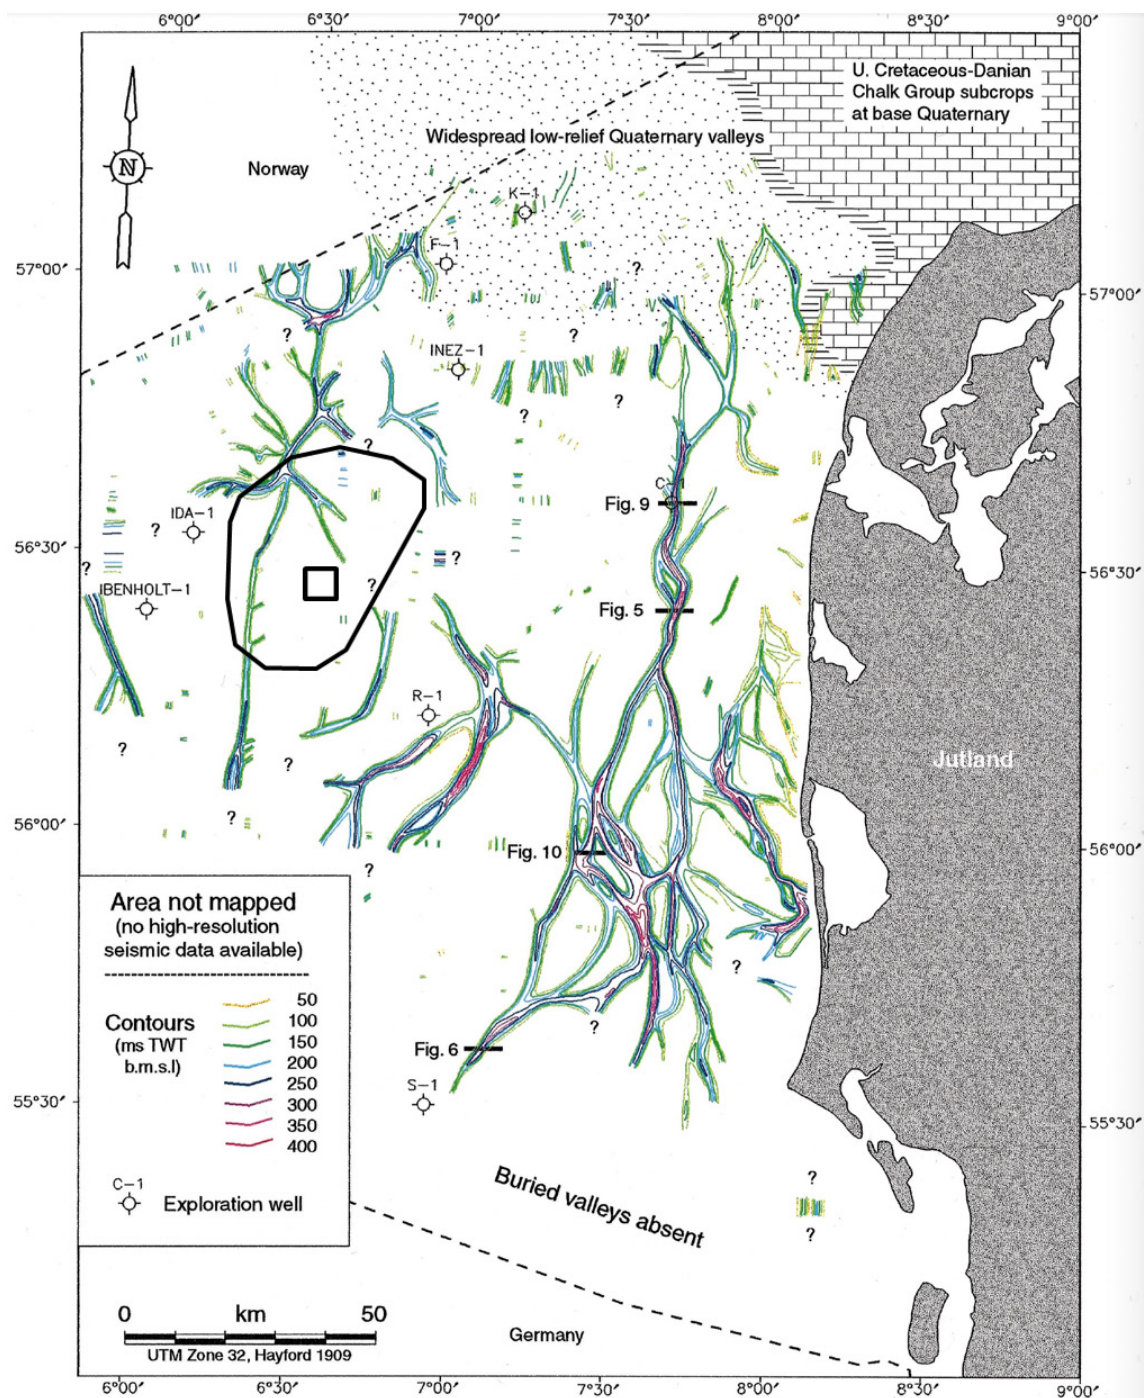 6°00′ 6°30′ 7°00′ 7°30′ 8°00′ 8°30′ 9°00′
U. Cretaceous-Danian
Chalk Group subcrops
at base Quaternary
Widespread low-relief Quaternary valleys
N
Norway
K-1
F-1
57°00′
?
57°00′
?
?
INEZ-1
?
?
?
C-1
Fig. 9
IDA-1
?
56°30′
?
?
?
56°30′
IBENHOLT-1
Fig. 5
R-1
?
?
Jutland
?
56°00′
56°00′
Fig. 10
?
Area not mapped
(no high-resolution
seismic data available)
?
50
Contours
100
(ms TWT
150
b.m.s.l)
200
250
300
350
400
?
Fig. 6
S-1
55°30′
55°30′
C-1
Exploration well
Buried valleys absent
?
?
0 km 50
UTM Zone 32, Hayford 1909
Germany
6°00′ 6°30′ 7°00′ 7°30′ 8°00′ 8°30′ 9°00′